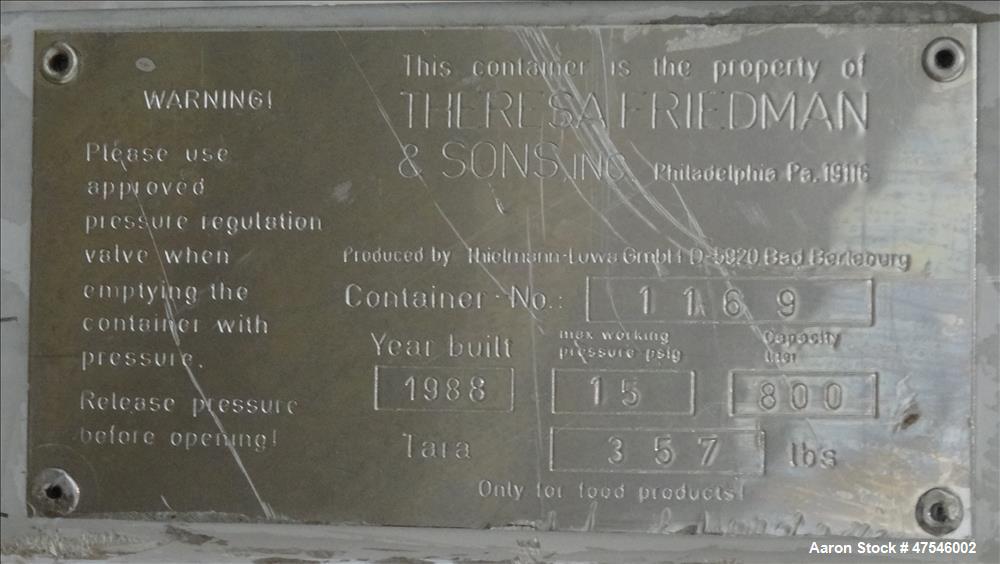 WARNING!
Please use
approved
pressure regulation
valve when
emptying the
container with
pressure.
Release pressure
before opening!
This container is the property of
THERESA FRIEDMAN
& SONS, INC. Philadelphia Pa. 19116
Produced by Thielmann-Luwa GmbH D-5920 Bad Berleburg
Container No.: 1169
Year built
1988
max working
pressure psig
15
Capacity
liter
800
Tara 357 lbs
Only for food products!
Aaron Stock # 47546002